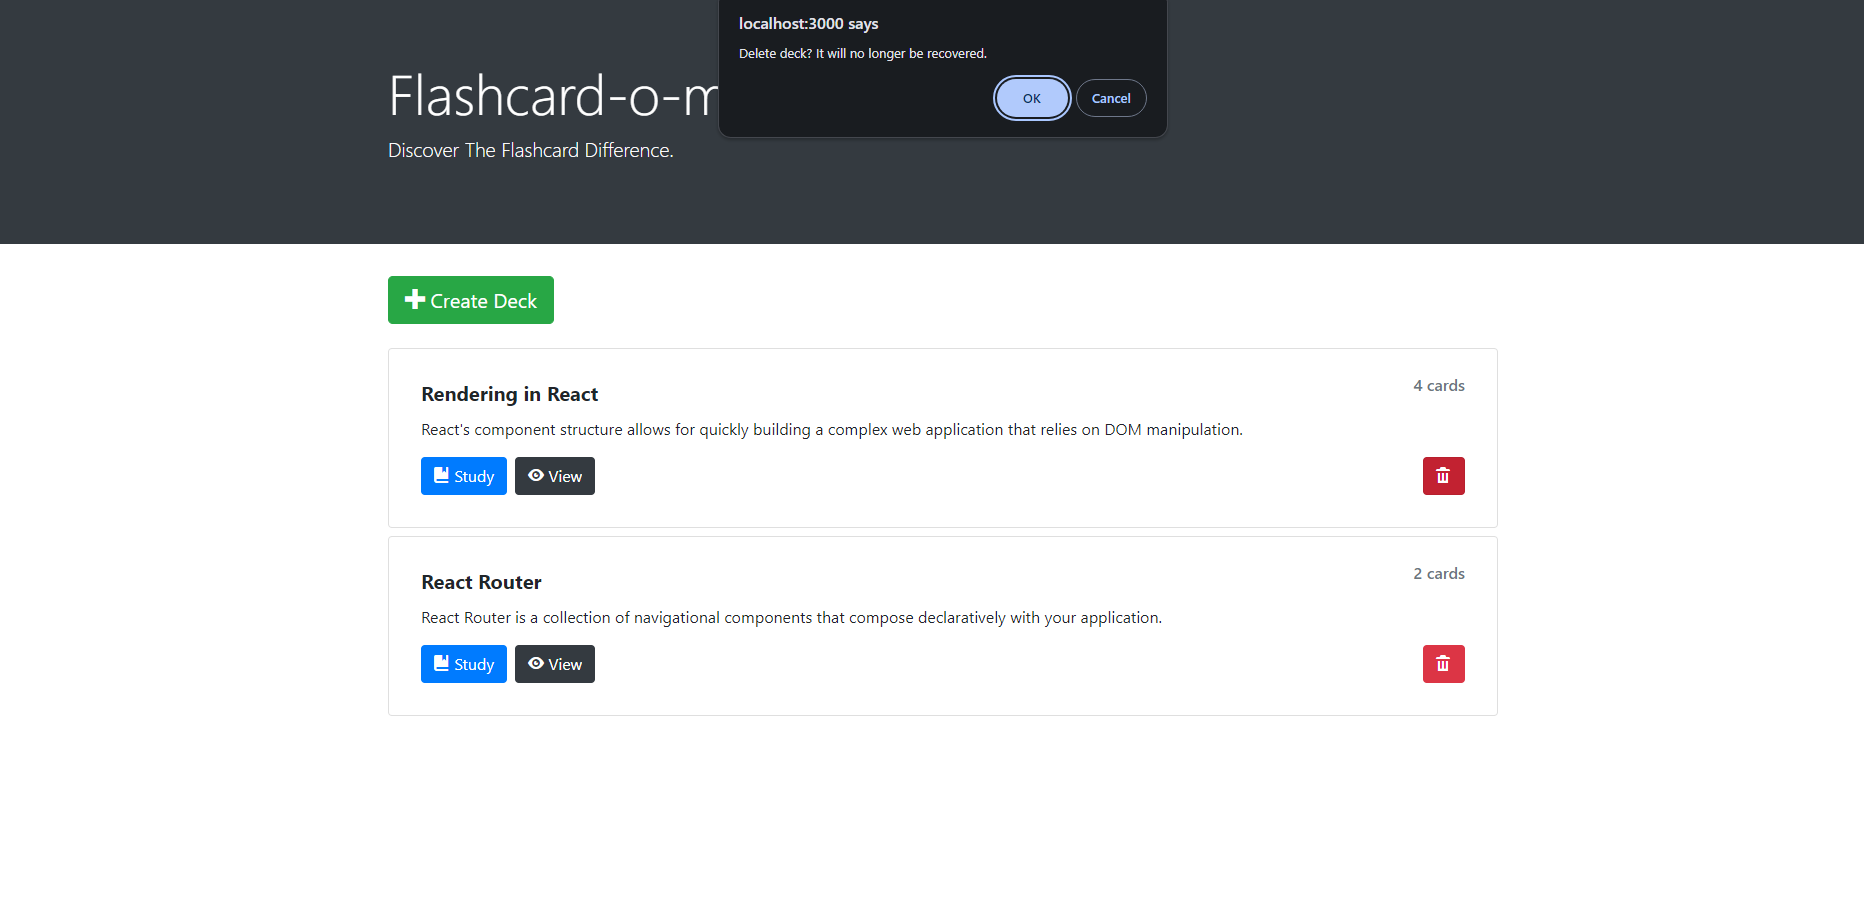 localhost:3000 says
Delete deck? It will no longer be recovered.
OK
Cancel
Flashcard-o-m
Discover The Flashcard Difference.
Create Deck
Rendering in React
4 cards
React's component structure allows for quickly building a complex web application that relies on DOM manipulation.
Study
View
React Router
2 cards
React Router is a collection of navigational components that compose declaratively with your application.
Study
View